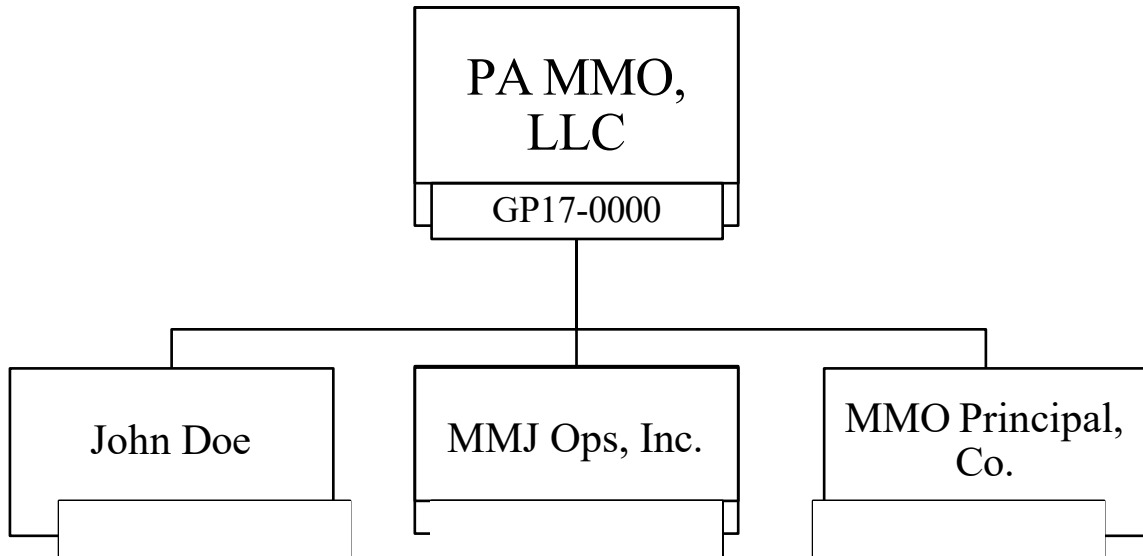 PA MMO,
LLC
GP17-0000
John Doe
MMJ Ops, Inc.
MMO Principal,
Co.